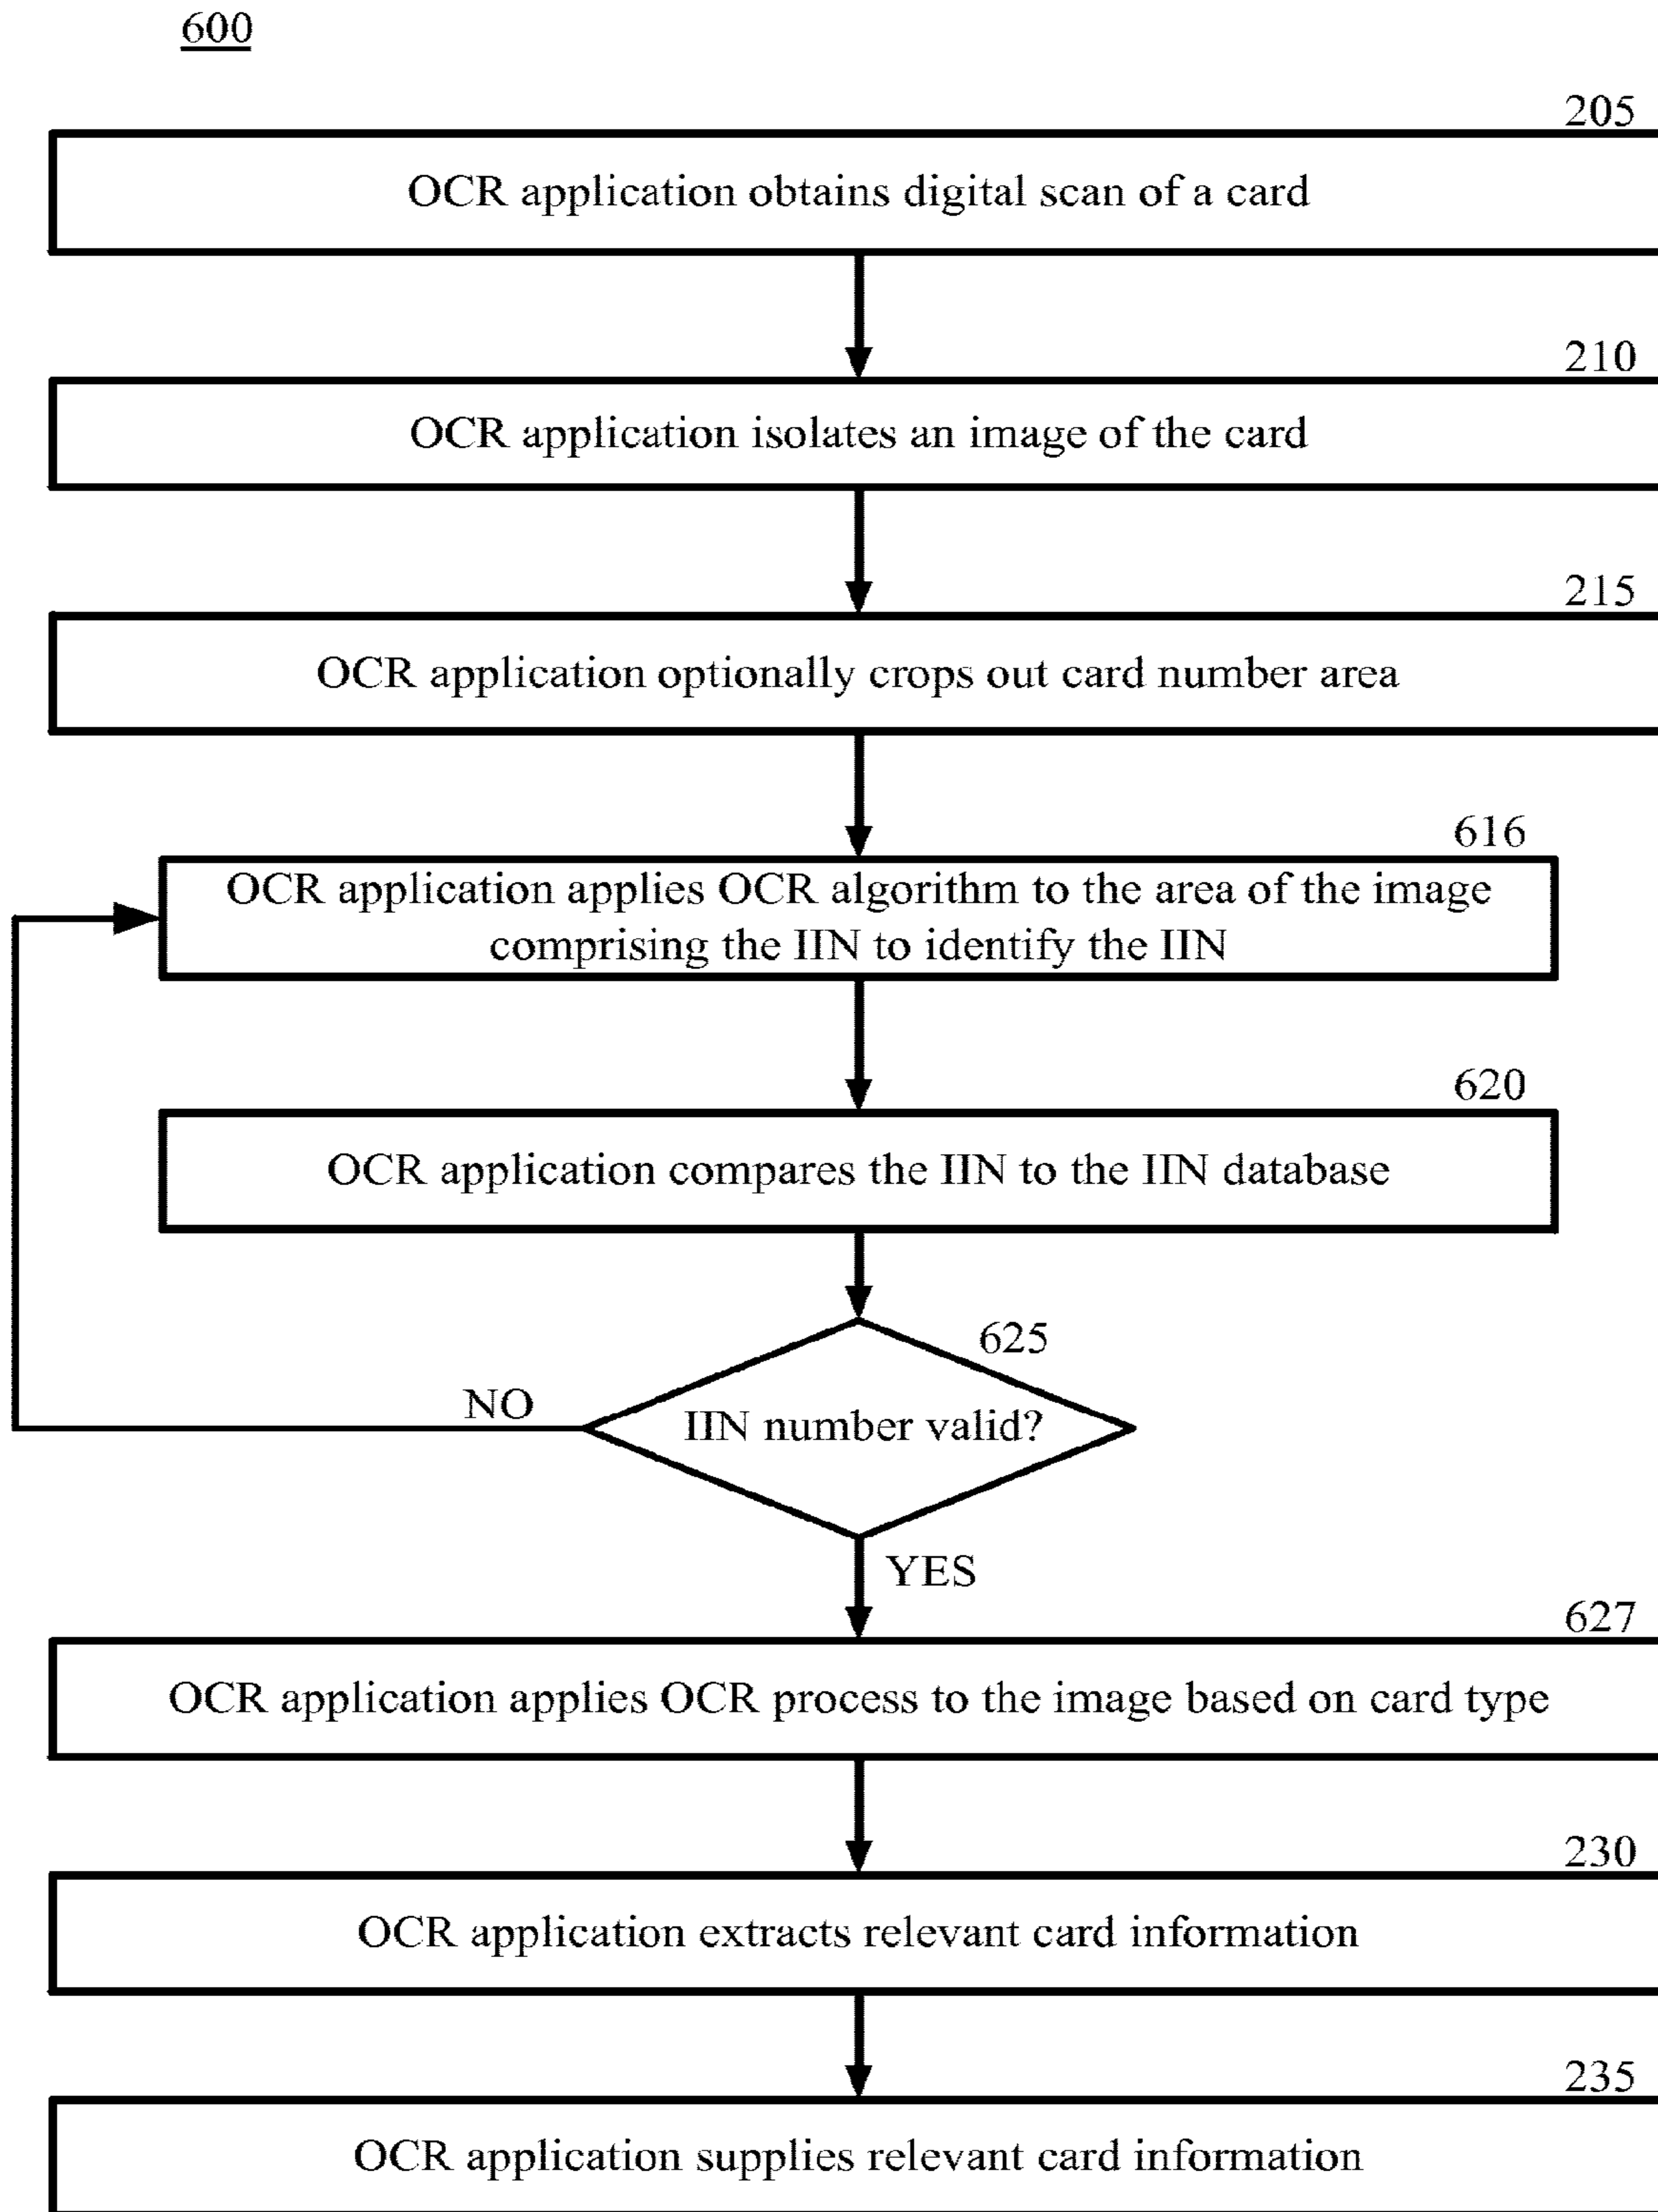 600
205
OCR application obtains digital scan of a card
210
OCR application isolates an image of the card
215
OCR application optionally crops out card number area
616
OCR application applies OCR algorithm to the area of the image
comprising the IIN to identify the IIN
620
OCR application compares the IIN to the IIN database
625
NO
IIN number valid?
YES
627
OCR application applies OCR process to the image based on card type
230
OCR application extracts relevant card information
235
OCR application supplies relevant card information